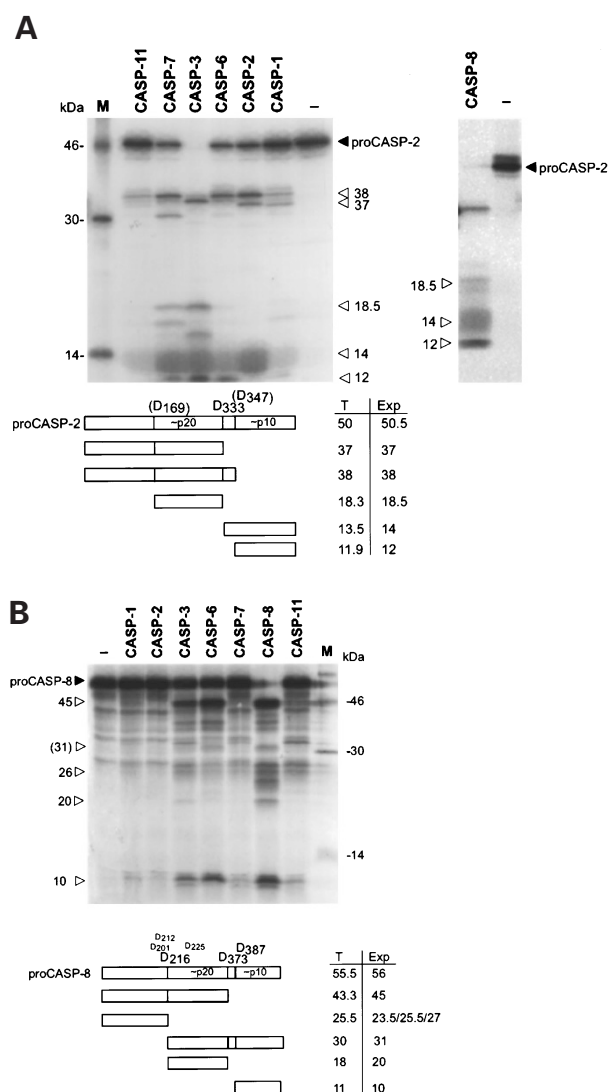 A
kDa M CASP-11 CASP-7 CASP-3 CASP-6 CASP-2 CASP-1 –
CASP-8 –
46- ◀proCASP-2
◀proCASP-2
◁ 38
◁ 37
30-
◁ 18.5
18.5 ▷
14- ◁ 14
14 ▷
◁ 12
12 ▷
(D169) D333 (D347) T Exp
proCASP-2 ~p20 ~p10 50 50.5
37 37
38 38
18.3 18.5
13.5 14
11.9 12
B
– CASP-1 CASP-2 CASP-3 CASP-6 CASP-7 CASP-8 CASP-11 M kDa
proCASP-8▶
45▷ -46
(31)▷ -30
26▷
20▷
-14
10 ▷
D212
D201 D225 D387
D216 D373 T Exp
proCASP-8 ~p20 ~p10 55.5 56
43.3 45
25.5 23.5/25.5/27
30 31
18 20
11 10